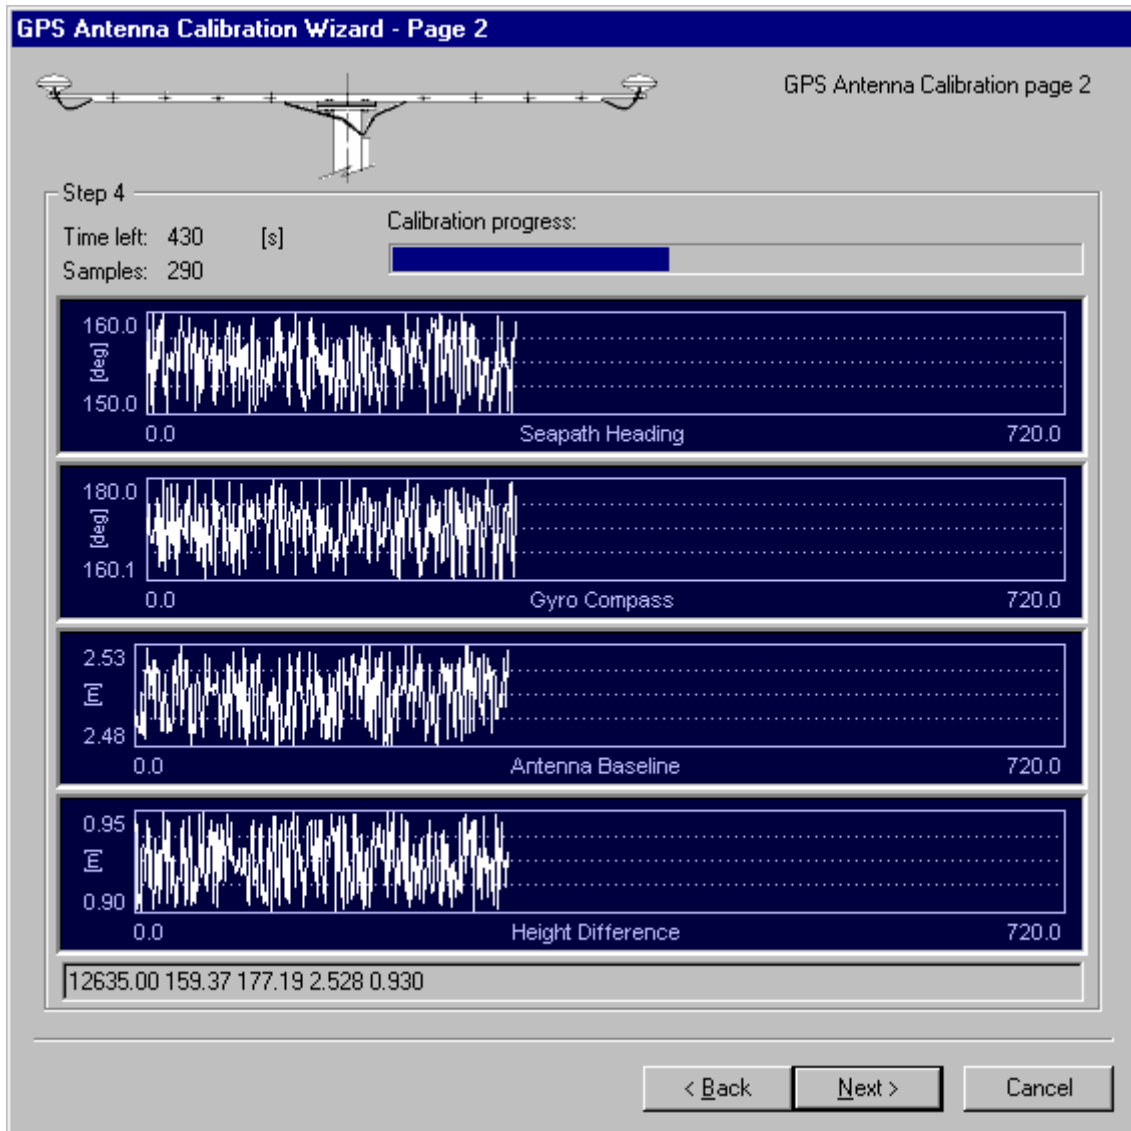 GPS Antenna Calibration Wizard - Page 2
GPS Antenna Calibration page 2
Step 4
Time left: 430 [s]
Calibration progress:
Samples: 290
160.0
[deg]
150.0
0.0 Seapath Heading 720.0
180.0
[deg]
160.1
0.0 Gyro Compass 720.0
2.53
[m]
2.48
0.0 Antenna Baseline 720.0
0.95
[m]
0.90
0.0 Height Difference 720.0
12635.00 159.37 177.19 2.528 0.930
< Back Next > Cancel